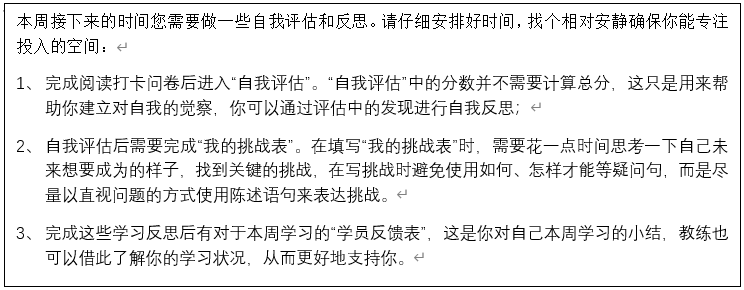 本周接下来的时间您需要做一些自我评估和反思。请仔细安排好时间，找个相对安静确保你能专注
投入的空间：
1、 完成阅读打卡问卷后进入“自我评估”。“自我评估”中的分数并不需要计算总分，这只是用来帮
助你建立对自我的觉察，你可以通过评估中的发现进行自我反思；
2、 自我评估后需要完成“我的挑战表”。在填写“我的挑战表”时，需要花一点时间思考一下自己未
来想要成为的样子，找到关键的挑战，在写挑战时避免使用如何、怎样才能等疑问句，而是尽
量以直视问题的方式使用陈述语句来表达挑战。
3、 完成这些学习反思后有对于本周学习的“学员反馈表”，这是你对自己本周学习的小结，教练也
可以借此了解你的学习状况，从而更好地支持你。